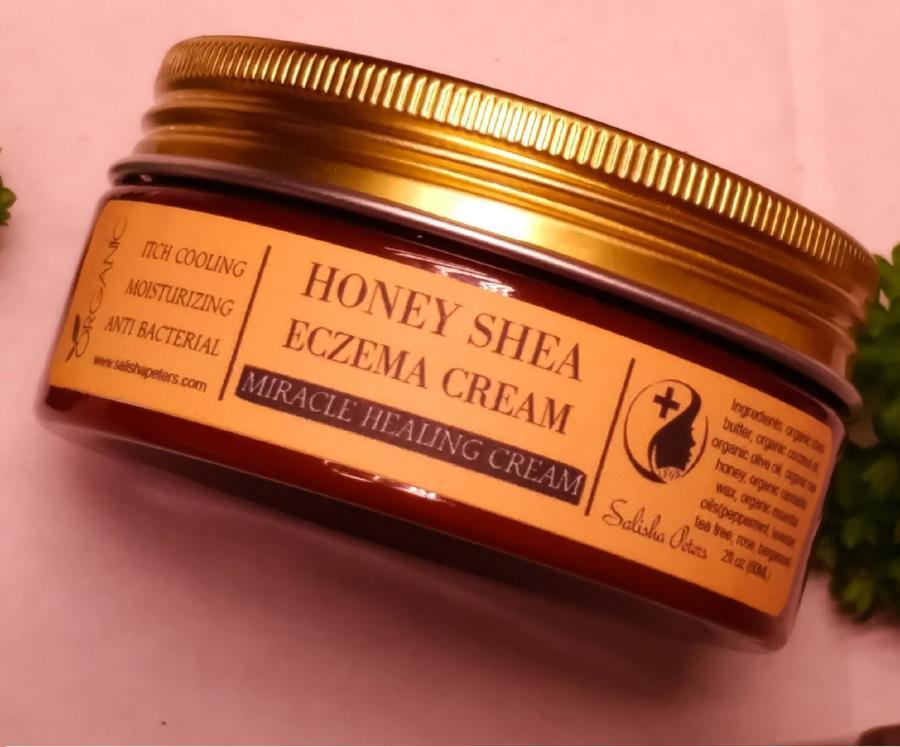 ORGANIC
ITCH COOLING
MOISTURIZING
ANTI BACTERIAL
www.salishapeters.com
HONEY SHEA
ECZEMA CREAM
MIRACLE HEALING CREAM
Salisha Peters
Ingredients: organic shea
butter, organic coconut oil,
organic olive oil, organic raw
honey, organic candelilla
wax, organic essential
oils(peppermint, lavender
tea tree, rose, bergamot
2fl oz (60ML)